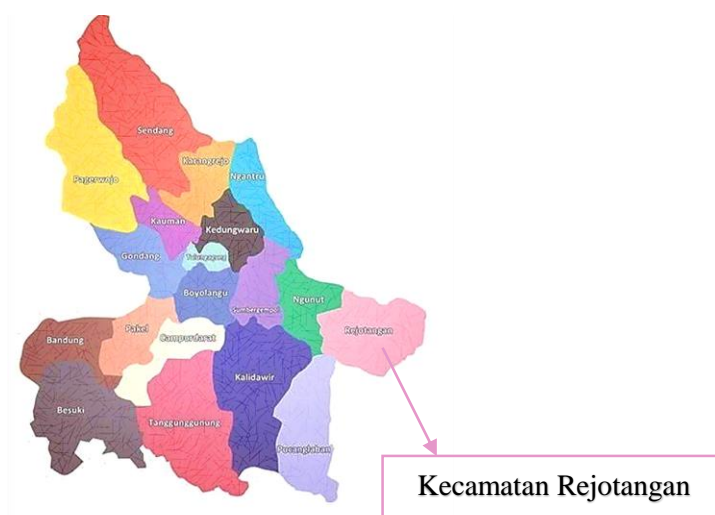 Sendang
Karangrejo
Ngantru
Pagerwojo
Kauman
Kedungwaru
Gondang
Tulungagung
Boyolangu
Ngunut
Sumbergempol
Rejotangan
Pakel
Campurdarat
Bandung
Kalidawir
Besuki
Tanggunggunung
Pucanglaban
Kecamatan Rejotangan